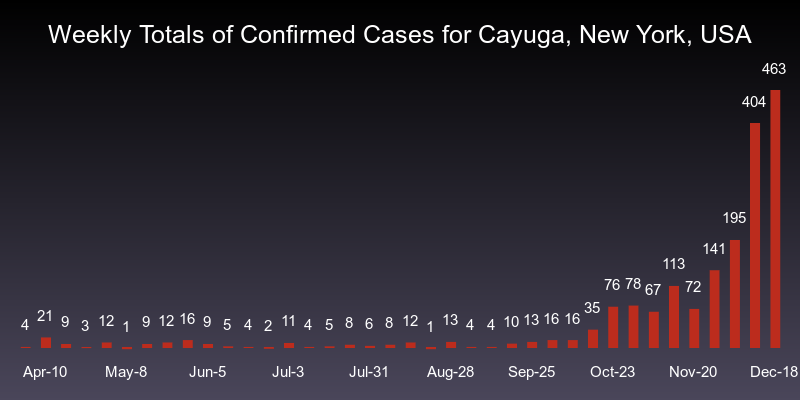 Weekly Totals of Confirmed Cases for Cayuga, New York, USA
463
404
195
141
113
76 78 67 72
35
4 21 9 3 12 1 9 12 16 9 5 4 2 11 4 5 8 6 8 12 1 13 4 4 10 13 16 16
Apr-10 May-8 Jun-5 Jul-3 Jul-31 Aug-28 Sep-25 Oct-23 Nov-20 Dec-18